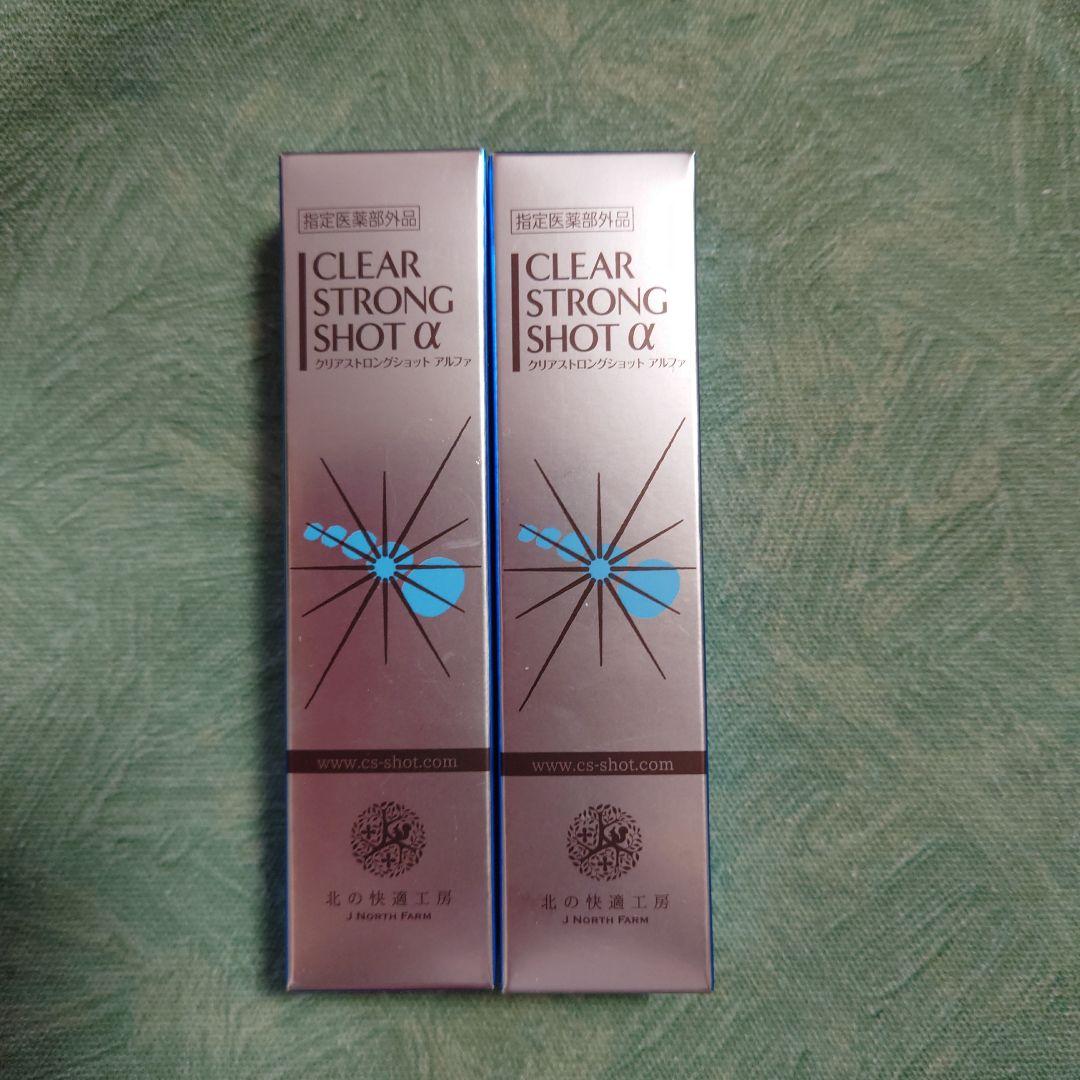 指定医薬部外品
CLEAR
STRONG
SHOT α
クリアストロングショット アルファ
www.cs-shot.com
北の快適工房
J NORTH FARM
指定医薬部外品
CLEAR
STRONG
SHOT α
クリアストロングショット アルファ
www.cs-shot.com
北の快適工房
J NORTH FARM